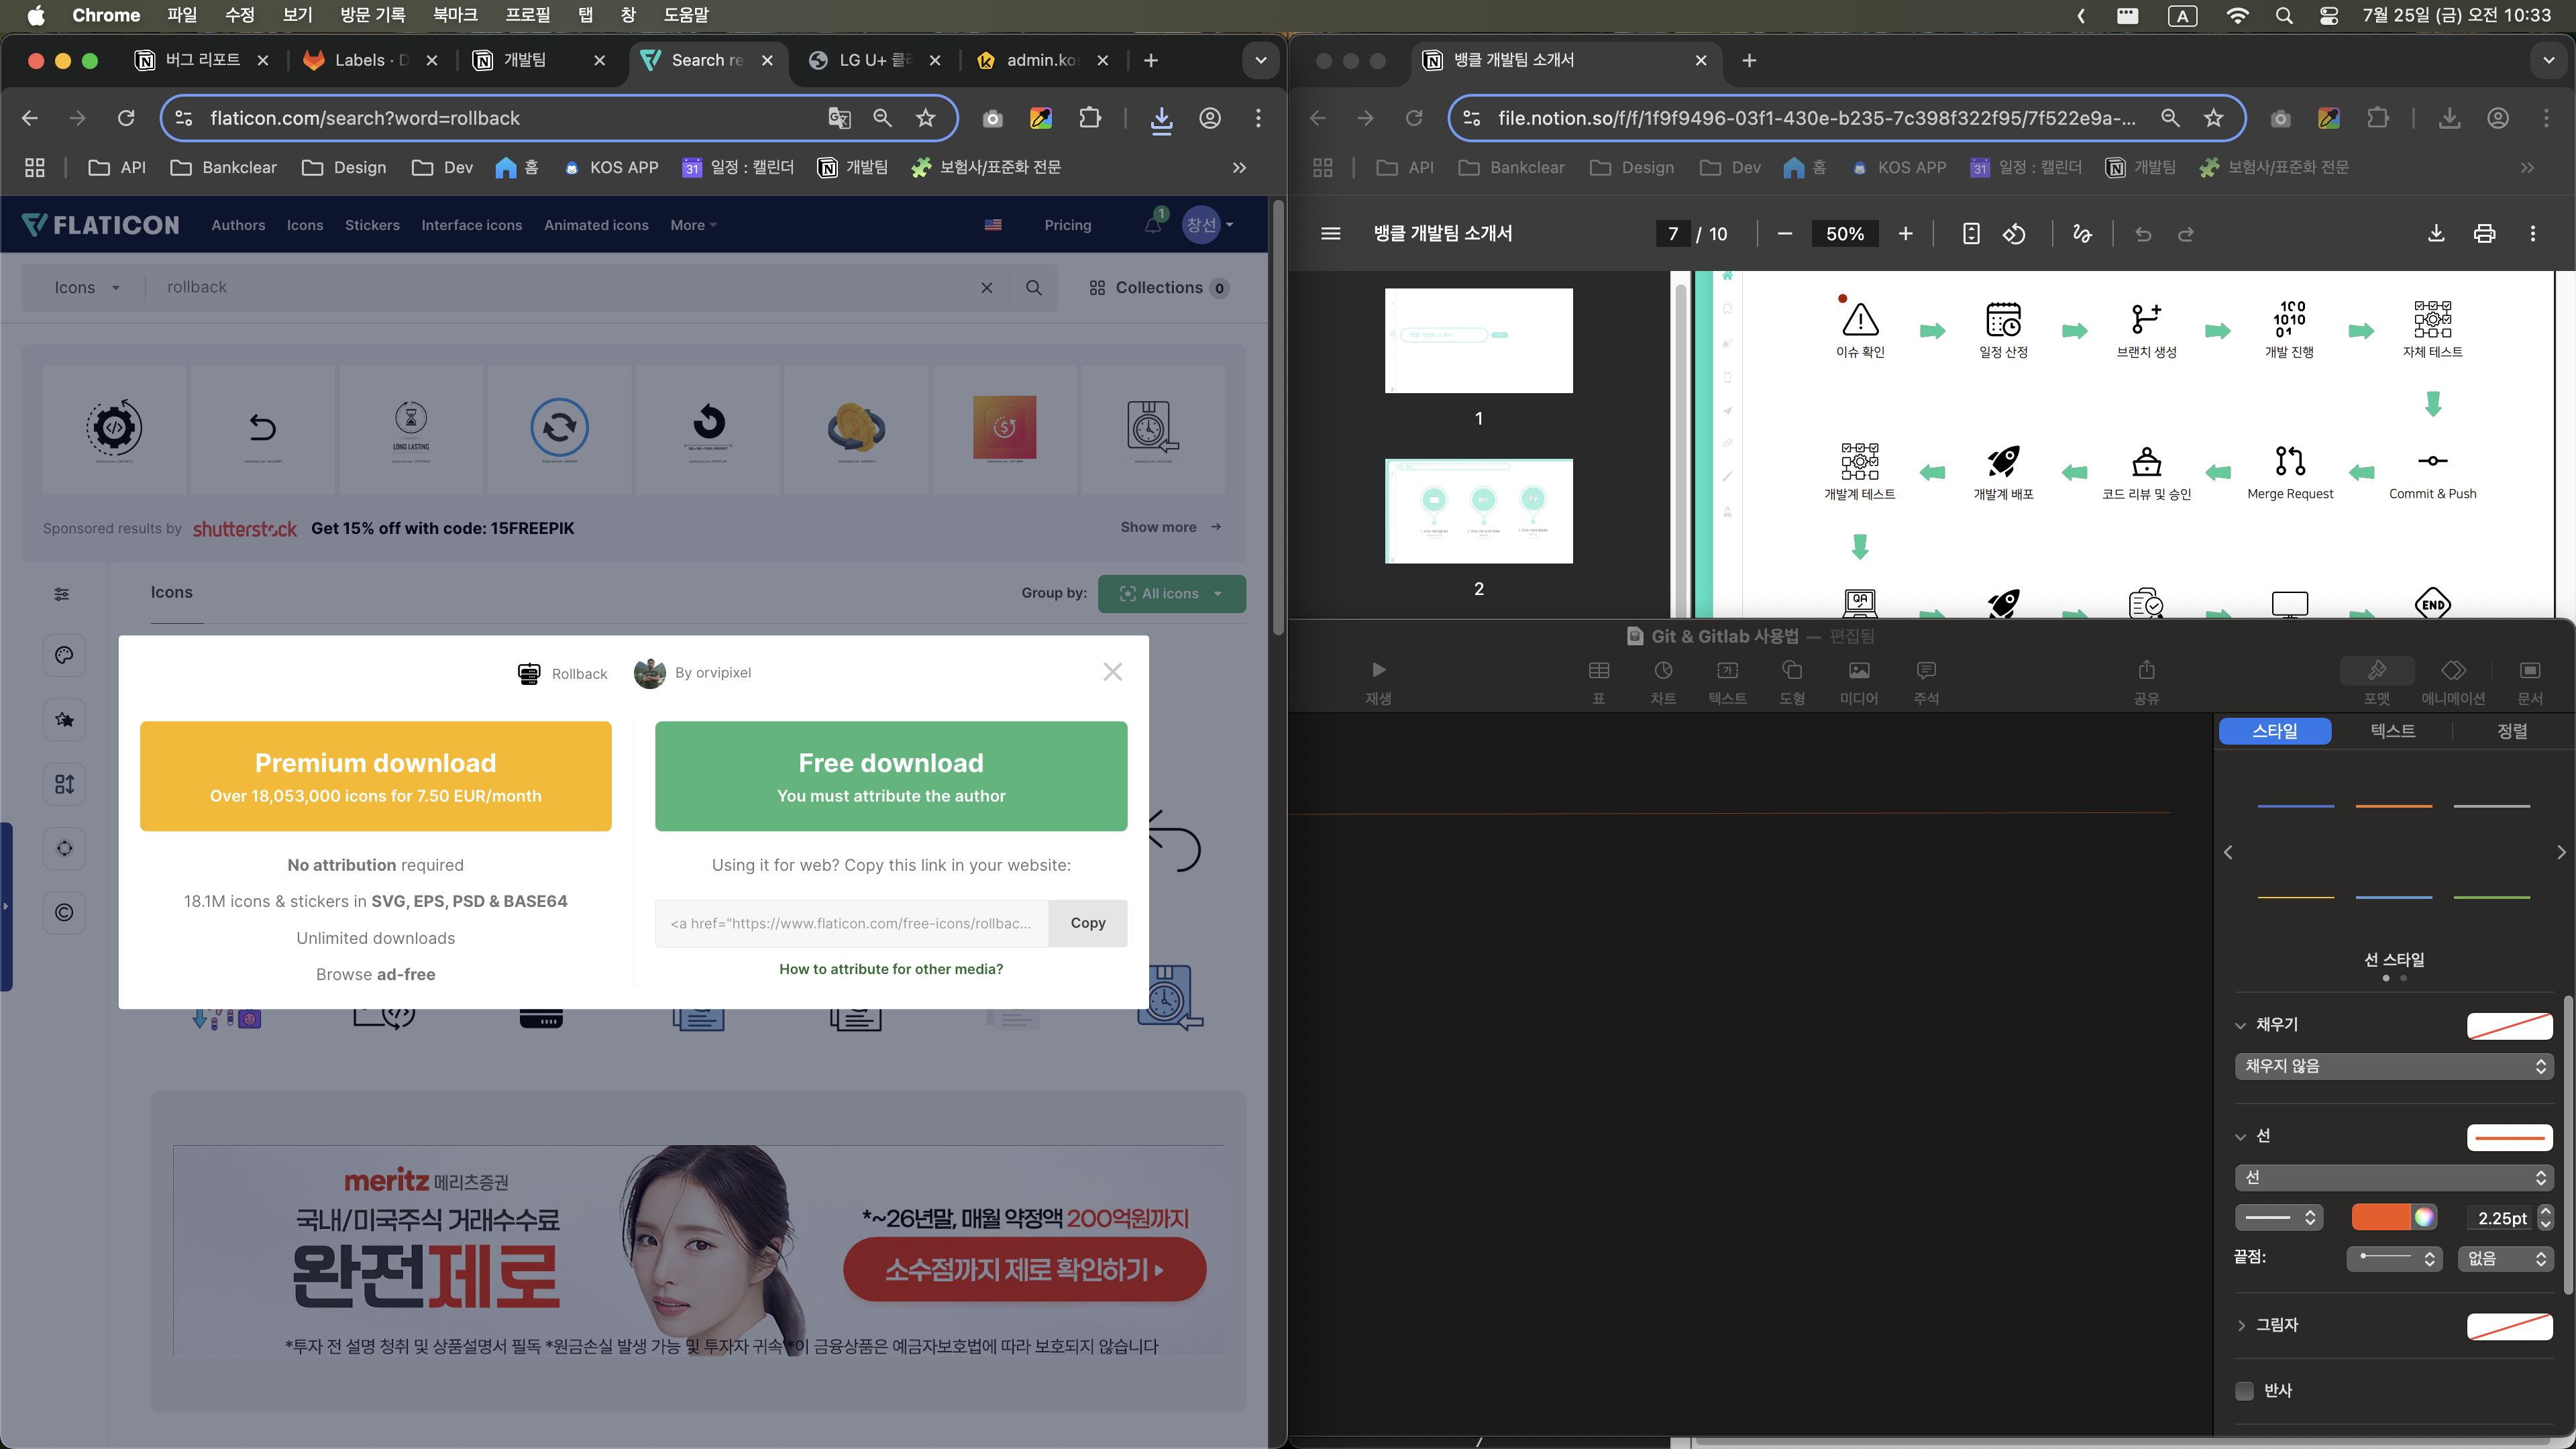 Chrome 파일 수정 보기 방문 기록 북마크 프로필 탭 창 도움말
A 7월 25일 (금) 오전 10:33
버그 리포트 Labels · D 개발팀 Search re LG U+ 클 admin.ko
flaticon.com/search?word=rollback
API Bankclear Design Dev 홈 KOS APP 31 일정 : 캘린더 개발팀 보험사/표준화 전문
FLATICON Authors Icons Stickers Interface icons Animated icons More Pricing 1 창선
Icons rollback Collections 0
LONG LASTING
Sponsored results by shutterstock Get 15% off with code: 15FREEPIK Show more
Icons Group by: All icons
Rollback By orvipixel
Premium download
Over 18,053,000 icons for 7.50 EUR/month
No attribution required
18.1M icons & stickers in SVG, EPS, PSD & BASE64
Unlimited downloads
Browse ad-free
Free download
You must attribute the author
Using it for web? Copy this link in your website:
<a href="https://www.flaticon.com/free-icons/rollbac... Copy
How to attribute for other media?
meritz 메리츠증권
국내/미국주식 거래수수료
완전제로
*~26년말, 매월 약정액 200억원까지
소수점까지 제로 확인하기
*투자 전 설명 청취 및 상품설명서 필독 *원금손실 발생 가능 및 투자자 귀속 *이 금융상품은 예금자보호법에 따라 보호되지 않습니다
뱅클 개발팀 소개서
file.notion.so/f/f/1f9f9496-03f1-430e-b235-7c398f322f95/7f522e9a-...
API Bankclear Design Dev 홈 KOS APP 31 일정 : 캘린더 개발팀 보험사/표준화 전문
뱅클 개발팀 소개서 7 / 10 50%
1
2
이슈 확인 일정 산정 브랜치 생성 개발 진행 자체 테스트
개발계 테스트 개발계 배포 코드 리뷰 및 승인 Merge Request Commit & Push
QA END
Git & Gitlab 사용법 — 편집됨
재생 표 차트 텍스트 도형 미디어 주석 공유 포맷 애니메이션 문서
스타일 텍스트 정렬
선 스타일
채우기
채우지 않음
선
선
2.25pt
끝점: 없음
그림자
반사